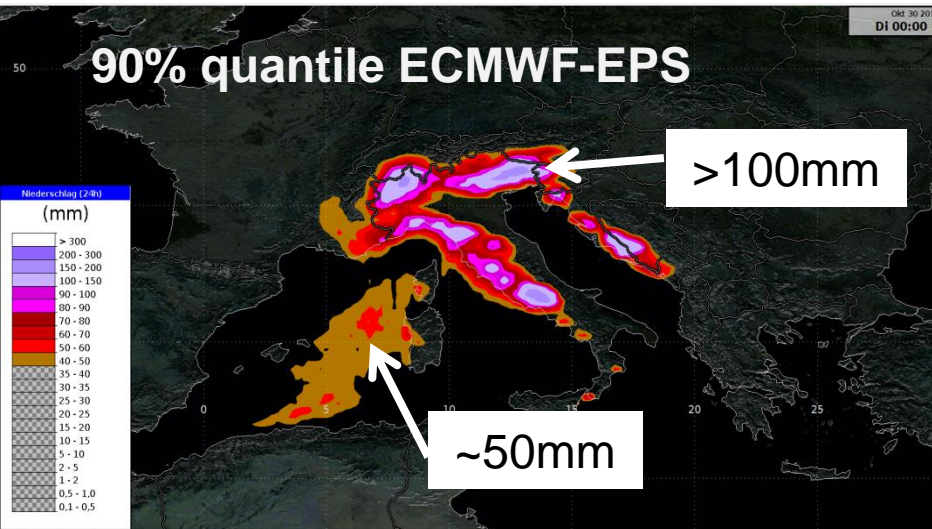 Okt 30 201
Di 00:00
90% quantile ECMWF-EPS
50
>100mm
Niederschlag (24h)
(mm)
> 300
200 - 300
150 - 200
100 - 150
90 - 100
80 - 90
70 - 80
60 - 70
50 - 60
40 - 50
35 - 40
30 - 35
25 - 30
20 - 25
15 - 20
10 - 15
5 - 10
2 - 5
1 - 2
0,5 - 1,0
0,1 - 0,5
0
5
10
15
20
25
~50mm